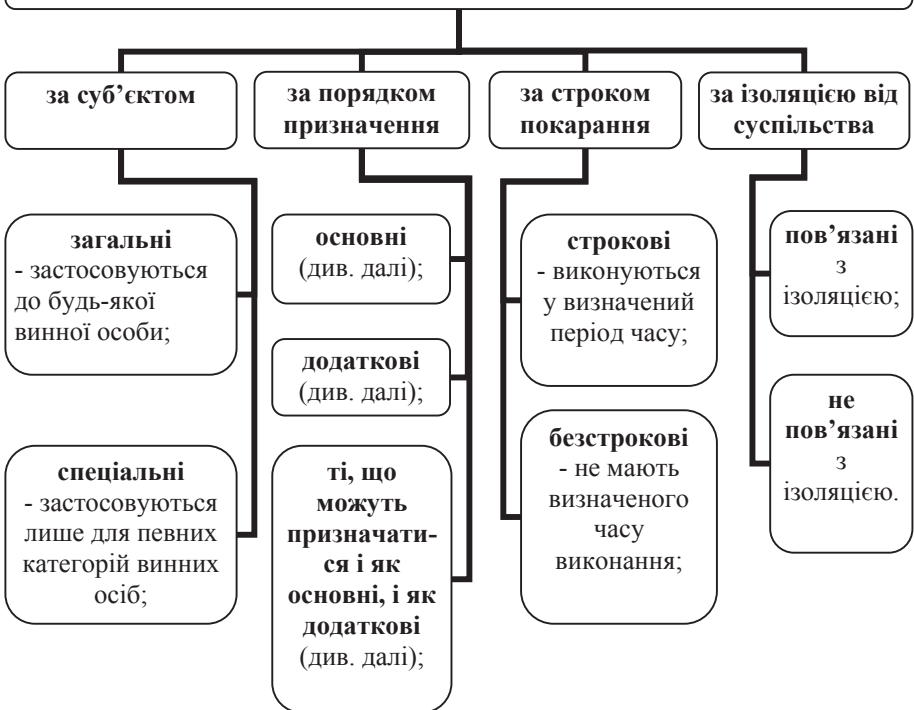 за суб’єктом
за порядком
призначення
за строком
покарання
за ізоляцією від
суспільства
загальні
- застосовуються
до будь-якої
винної особи;
спеціальні
- застосовуються
лише для певних
категорій винних
осіб;
основні
(див. далі);
додаткові
(див. далі);
ті, що
можуть
призначати-
ся і як
основні, і як
додаткові
(див. далі);
строкові
- виконуються
у визначений
період часу;
безстрокові
- не мають
визначеного
часу
виконання;
пов’язані
з
ізоляцією;
не
пов’язані
з
ізоляцією.